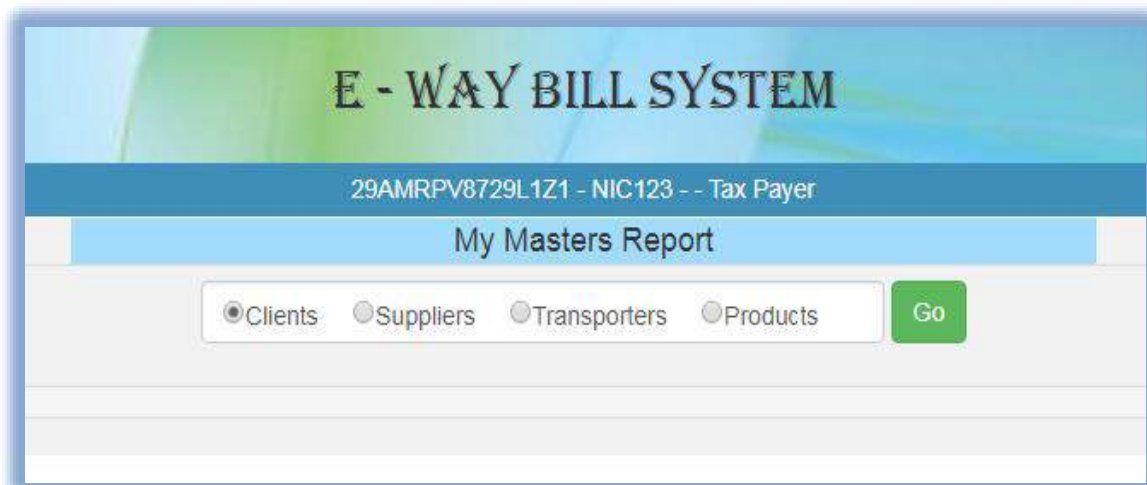 E - WAY BILL SYSTEM
29AMRPV8729L1Z1 - NIC123 - - Tax Payer
My Masters Report
Clients Suppliers Transporters Products Go